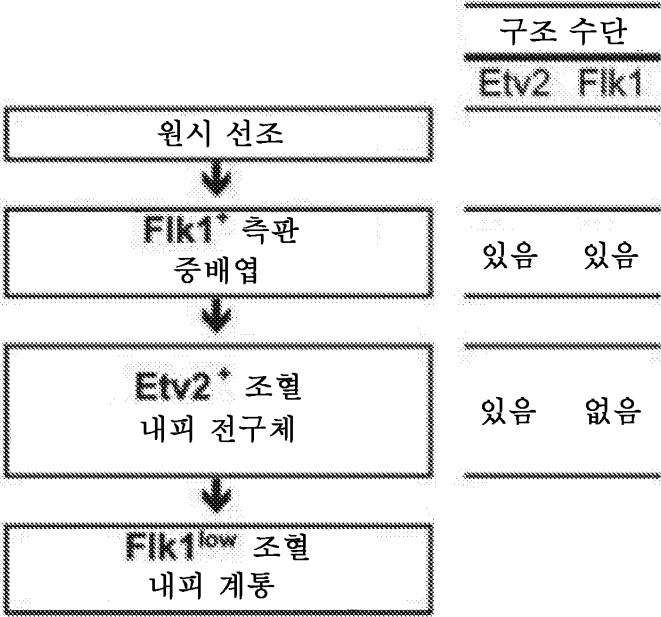 구조 수단
Etv2 Flk1
원시 선조
Flk1⁺ 측판
중배엽
있음 있음
Etv2⁺ 조혈
내피 전구체
있음 없음
Flk1ˡᵒʷ 조혈
내피 계통